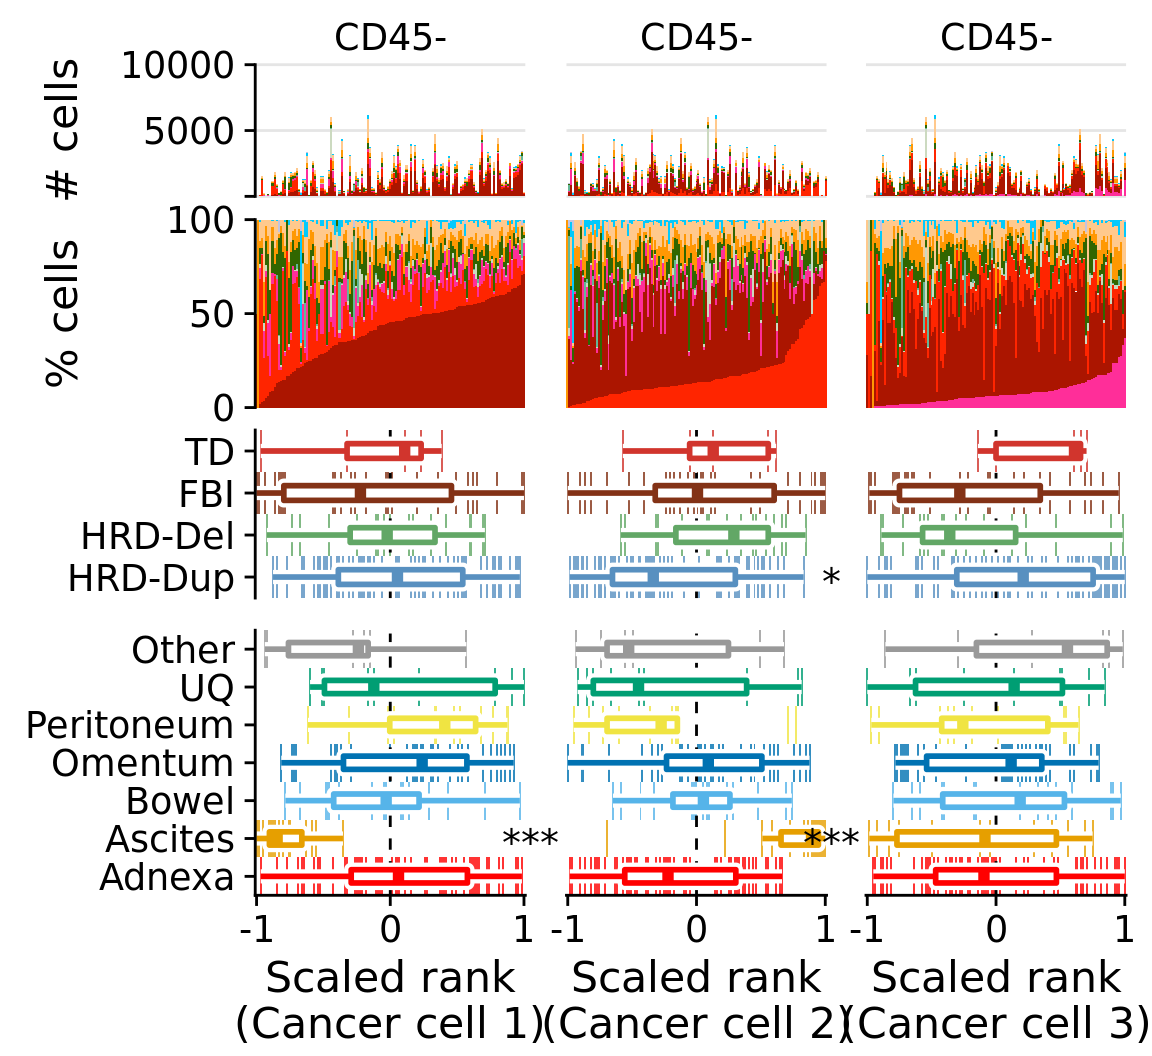 CD45- CD45- CD45-
10000
5000
# cells
100
50
0
% cells
TD
FBI
HRD-Del
HRD-Dup *
Other
UQ
Peritoneum
Omentum
Bowel
Ascites *** ***
Adnexa
-1 0 1 -1 0 1 -1 0 1
Scaled rank Scaled rank Scaled rank
(Cancer cell 1) (Cancer cell 2) (Cancer cell 3)